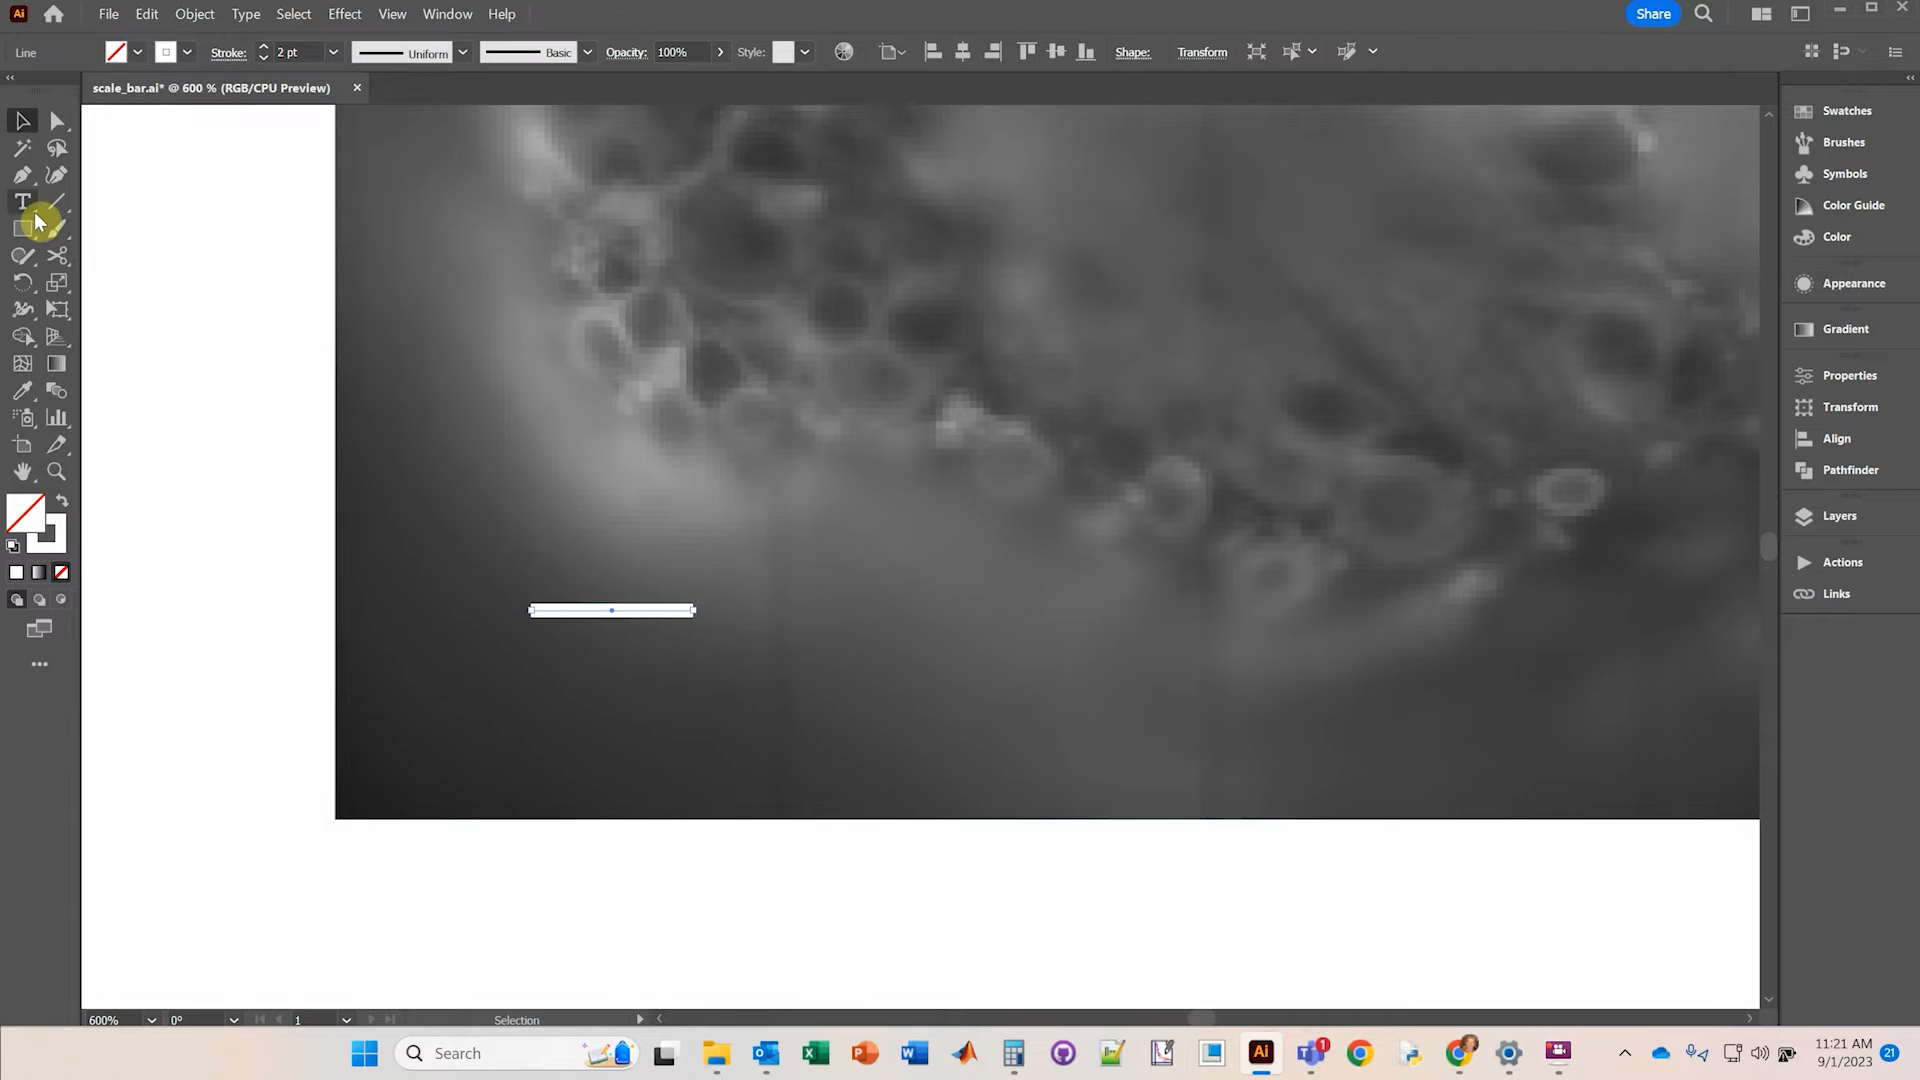 Ai File Edit Object Type Select Effect View Window Help Share
Line Stroke: 2 pt Uniform Basic Opacity: 100% Style: Shape: Transform
scale_bar.ai* @ 600 % (RGB/CPU Preview) ×
T
Swatches
Brushes
Symbols
Color Guide
Color
Appearance
Gradient
Properties
Transform
Align
Pathfinder
Layers
Actions
Links
600% 0° 1 Selection
Search Ai 1 11:21 AM
9/1/2023 21